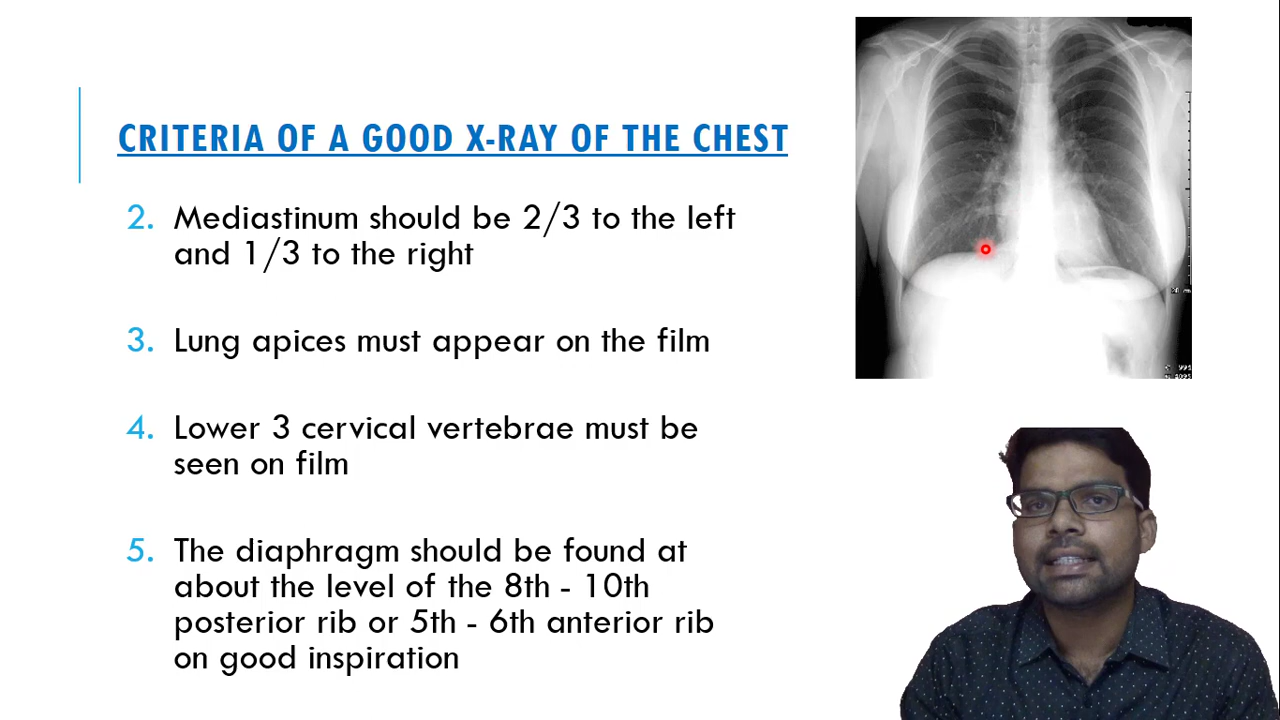 CRITERIA OF A GOOD X-RAY OF THE CHEST
2. Mediastinum should be 2/3 to the left
and 1/3 to the right
3. Lung apices must appear on the film
4. Lower 3 cervical vertebrae must be
seen on film
5. The diaphragm should be found at
about the level of the 8th - 10th
posterior rib or 5th - 6th anterior rib
on good inspiration